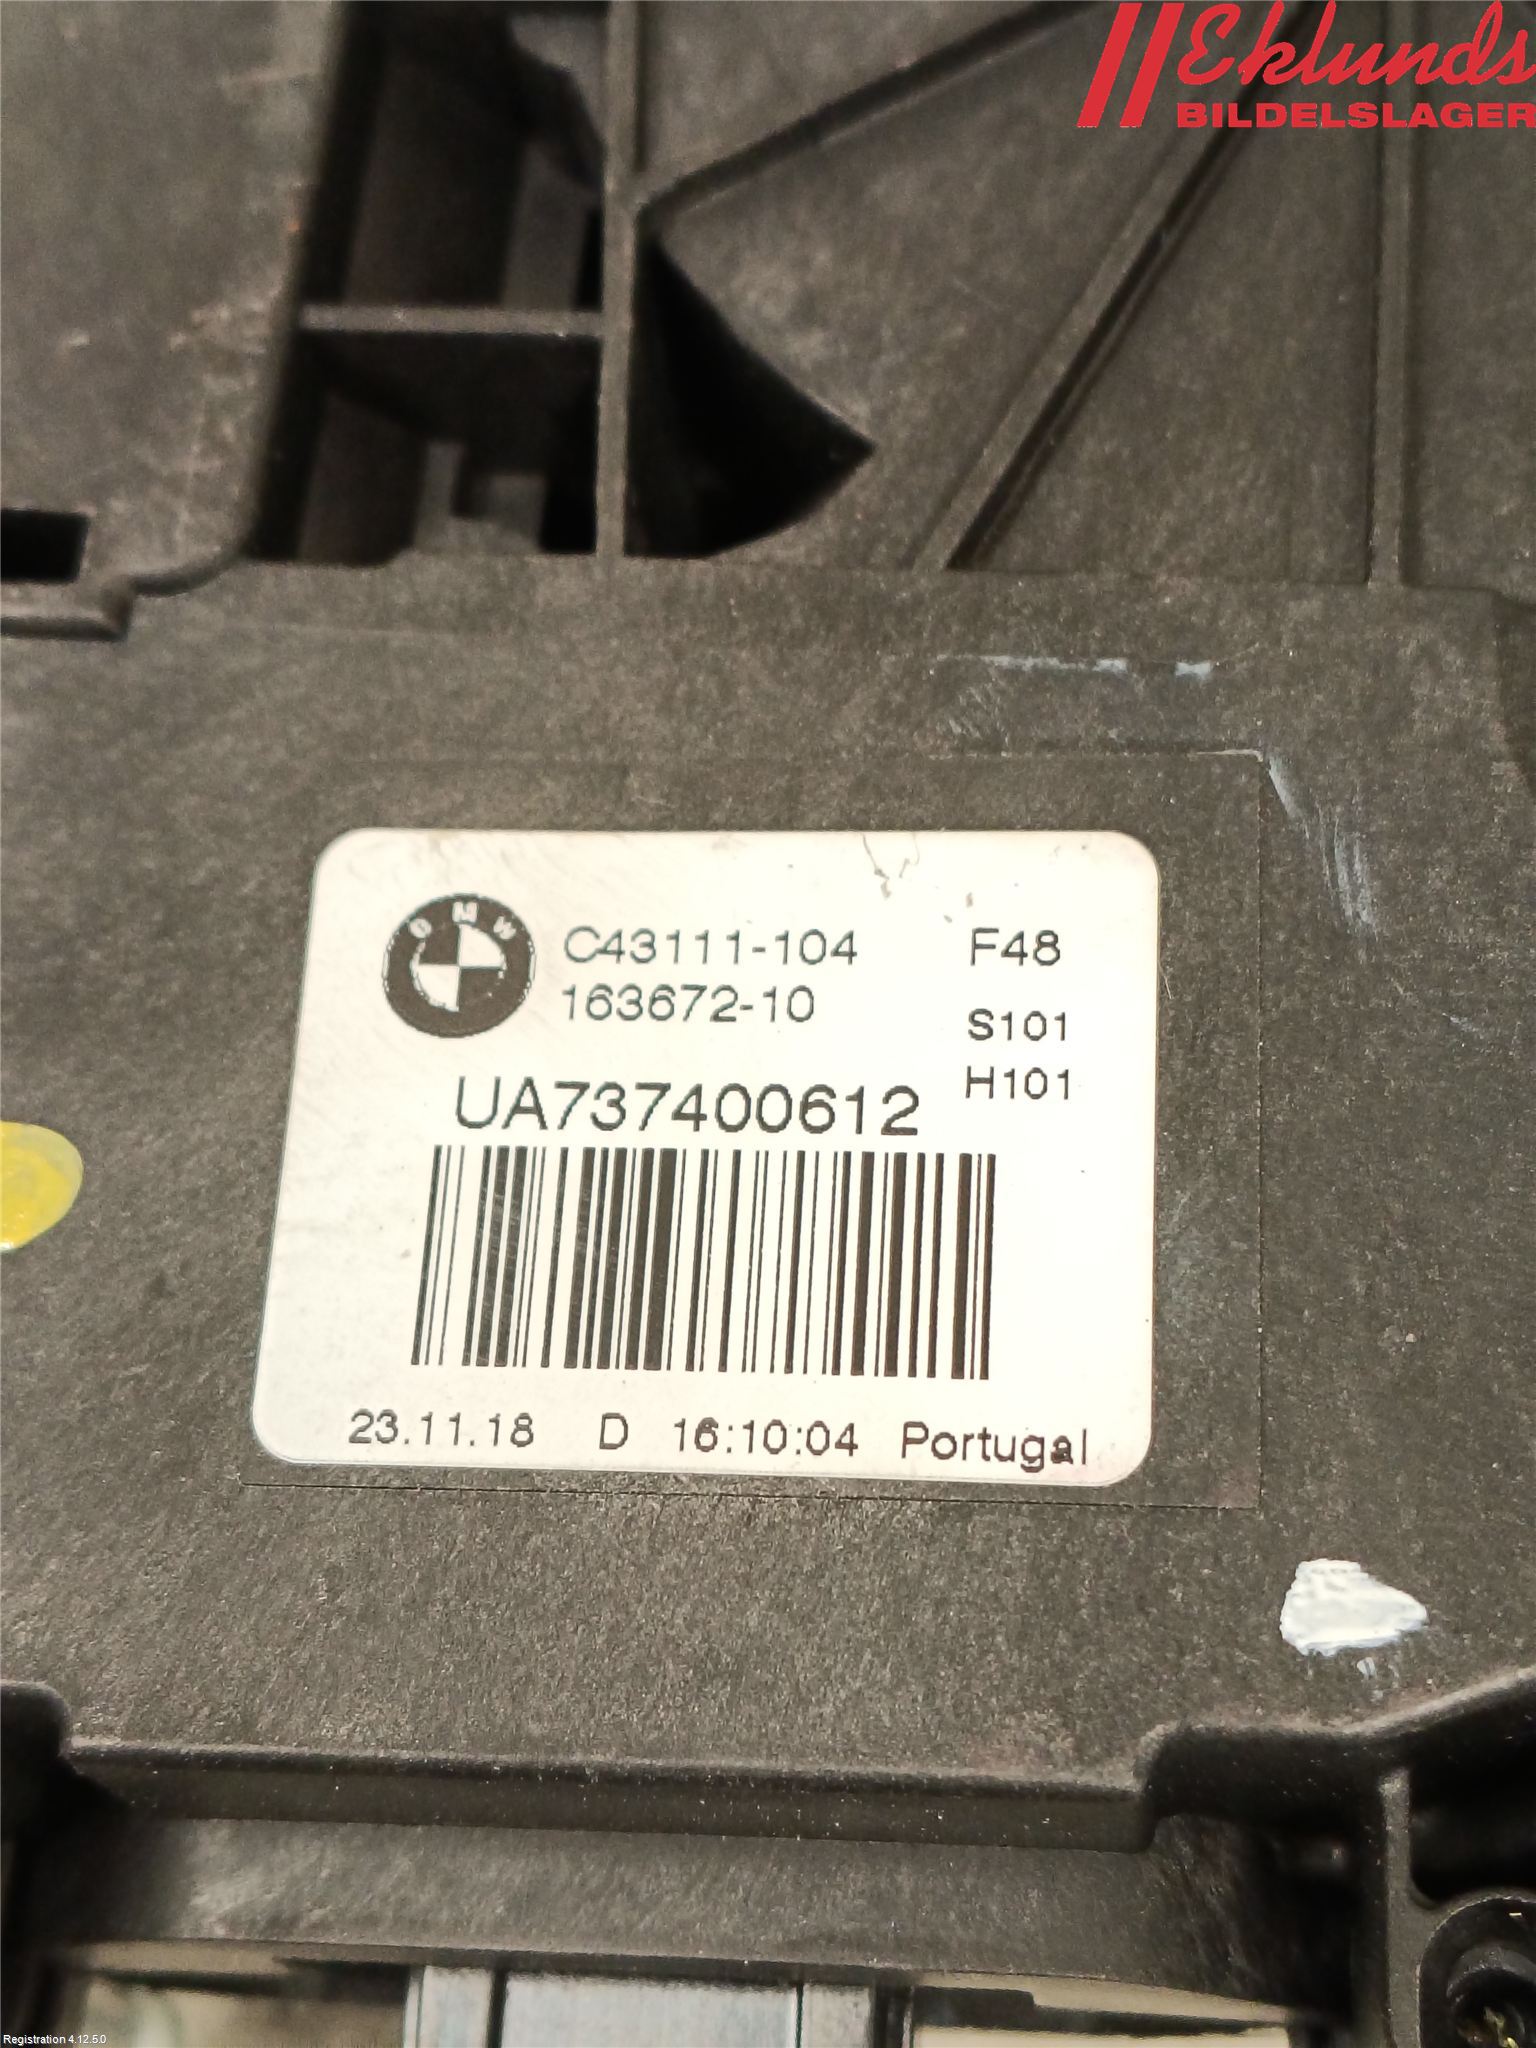 Eklunds
BILDELSLAGER
BMW
C43111-104
F48
163672-10
S101
H101
UA737400612
23.11.18 D 16:10:04 Portugal
Registration 4.12.5.0